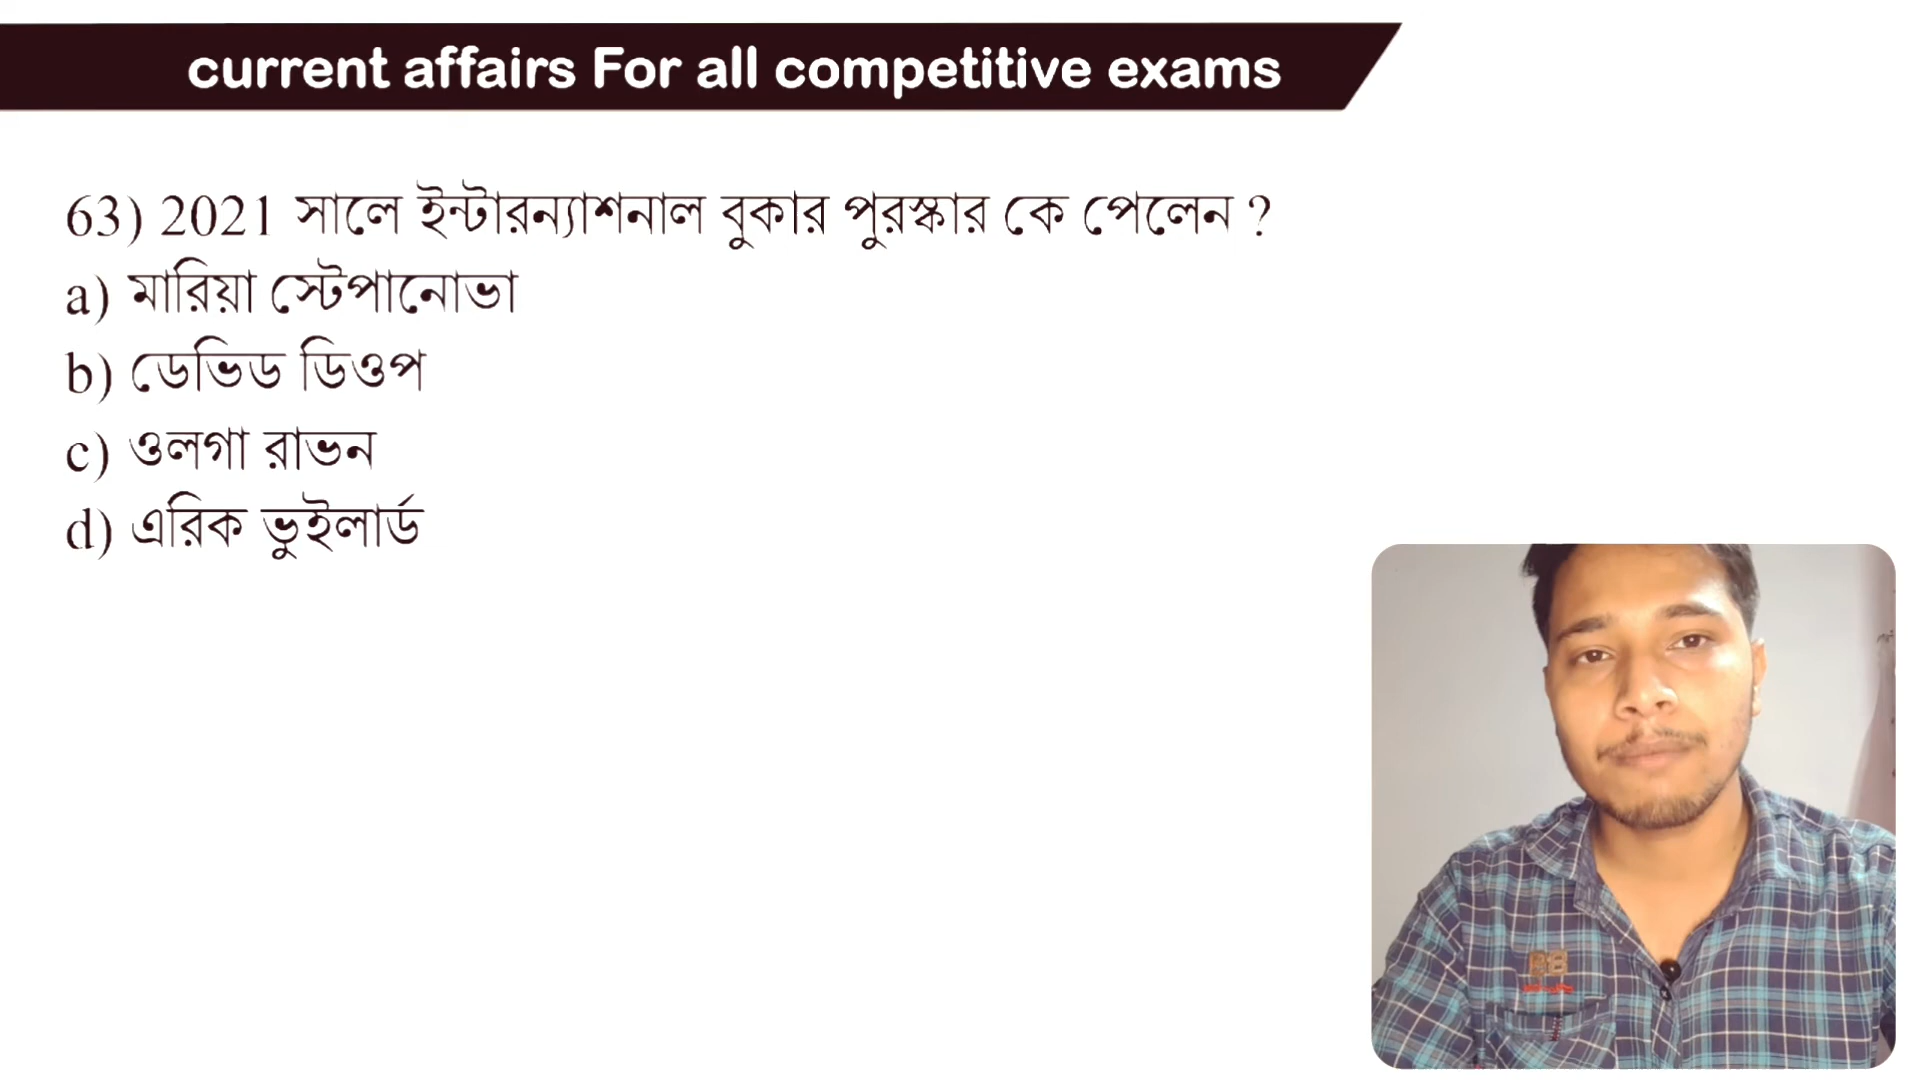 current affairs For all competitive exams
63) 2021 সালে ইন্টারন্যাশনাল বুকার পুরস্কার কে পেলেন ?
a) মারিয়া স্টেপানোভা
b) ডেভিড ডিওপ
c) ওলগা রাভন
d) এরিক ভুইলার্ড